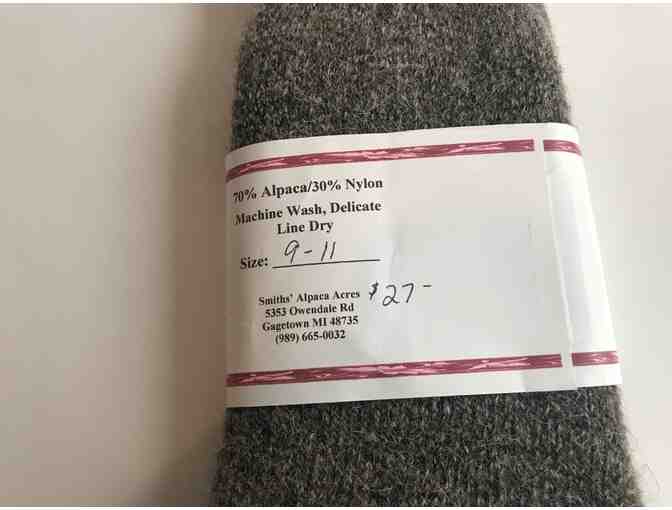 70% Alpaca/30% Nylon
Machine Wash, Delicate
Line Dry
Size: 9-11
Smiths' Alpaca Acres $27-
5353 Owendale Rd
Gagetown MI 48735
(989) 665-0032